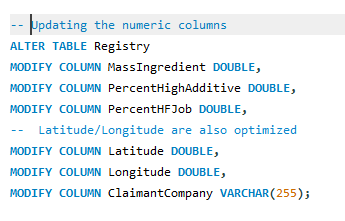 -- Updating the numeric columns
ALTER TABLE Registry
MODIFY COLUMN MassIngredient DOUBLE,
MODIFY COLUMN PercentHighAdditive DOUBLE,
MODIFY COLUMN PercentHFJob DOUBLE,
--  Latitude/Longitude are also optimized
MODIFY COLUMN Latitude DOUBLE,
MODIFY COLUMN Longitude DOUBLE,
MODIFY COLUMN ClaimantCompany VARCHAR(255);